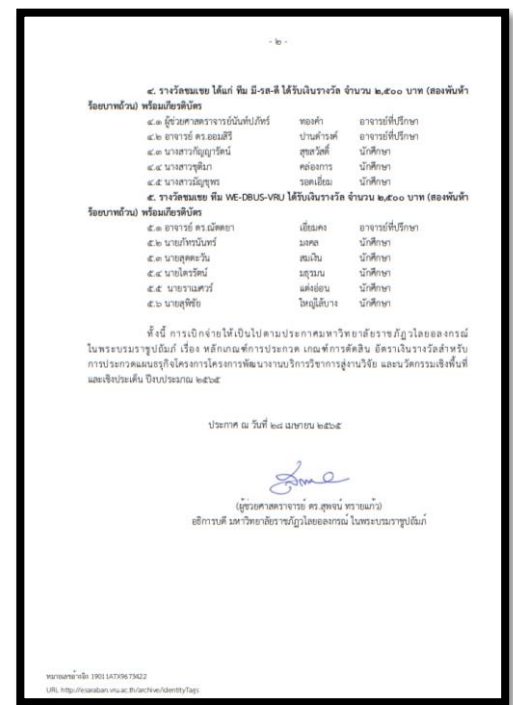 - ๒ -
๔. รางวัลชมเชย ได้แก่ ทีม มี-รส-ดี ได้รับเงินรางวัล จำนวน ๒,๕๐๐ บาท (สองพันห้า
ร้อยบาทถ้วน) พร้อมเกียรติบัตร
๔.๑ ผู้ช่วยศาสตราจารย์นันท์ปภัทร์ ทองคำ อาจารย์ที่ปรึกษา
๔.๒ อาจารย์ ดร.ออมสิริ ปานดำรงค์ อาจารย์ที่ปรึกษา
๔.๓ นางสาวกัญญารัตน์ สุขสวัสดิ์ นักศึกษา
๔.๔ นางสาวชุติมา คล่องการ นักศึกษา
๔.๕ นางสาวมัญชุพร รอดเอี่ยม นักศึกษา
๕. รางวัลชมเชย ทีม WE-DBUS-VRU ได้รับเงินรางวัล จำนวน ๒,๕๐๐ บาท (สองพันห้า
ร้อยบาทถ้วน) พร้อมเกียรติบัตร
๕.๑ อาจารย์ ดร.ณัตตยา เอี่ยมคง อาจารย์ที่ปรึกษา
๕.๒ นายภัทรนันทร์ มงคล นักศึกษา
๕.๓ นายสุดตะวัน สมเงิน นักศึกษา
๕.๔ นายไตรรัตน์ มธุรมน นักศึกษา
๕.๕ นายราเมศวร์ แต่งอ่อน นักศึกษา
๕.๖ นายสุทธิชัย ใหญ่ใล้บาง นักศึกษา
ทั้งนี้ การเบิกจ่ายให้เป็นไปตามประกาศมหาวิทยาลัยราชภัฏวไลยอลงกรณ์
ในพระบรมราชูปถัมภ์ เรื่อง หลักเกณฑ์การประกวด เกณฑ์การตัดสิน อัตราเงินรางวัลสำหรับ
การประกวดแผนธุรกิจโครงการโครงการพัฒนางานบริการวิชาการสู่งานวิจัย และนวัตกรรมเชิงพื้นที่
และเชิงประเด็น ปีงบประมาณ ๒๕๖๕
ประกาศ ณ วันที่ ๒๘ เมษายน ๒๕๖๕
(ผู้ช่วยศาสตราจารย์ ดร.สุพจน์ ทรายแก้ว)
อธิการบดี มหาวิทยาลัยราชภัฏวไลยอลงกรณ์ ในพระบรมราชูปถัมภ์
หมายเลขอ้างอิง 19011ATX9673422
URL http://esaraban.vru.ac.th/archive/identityTags